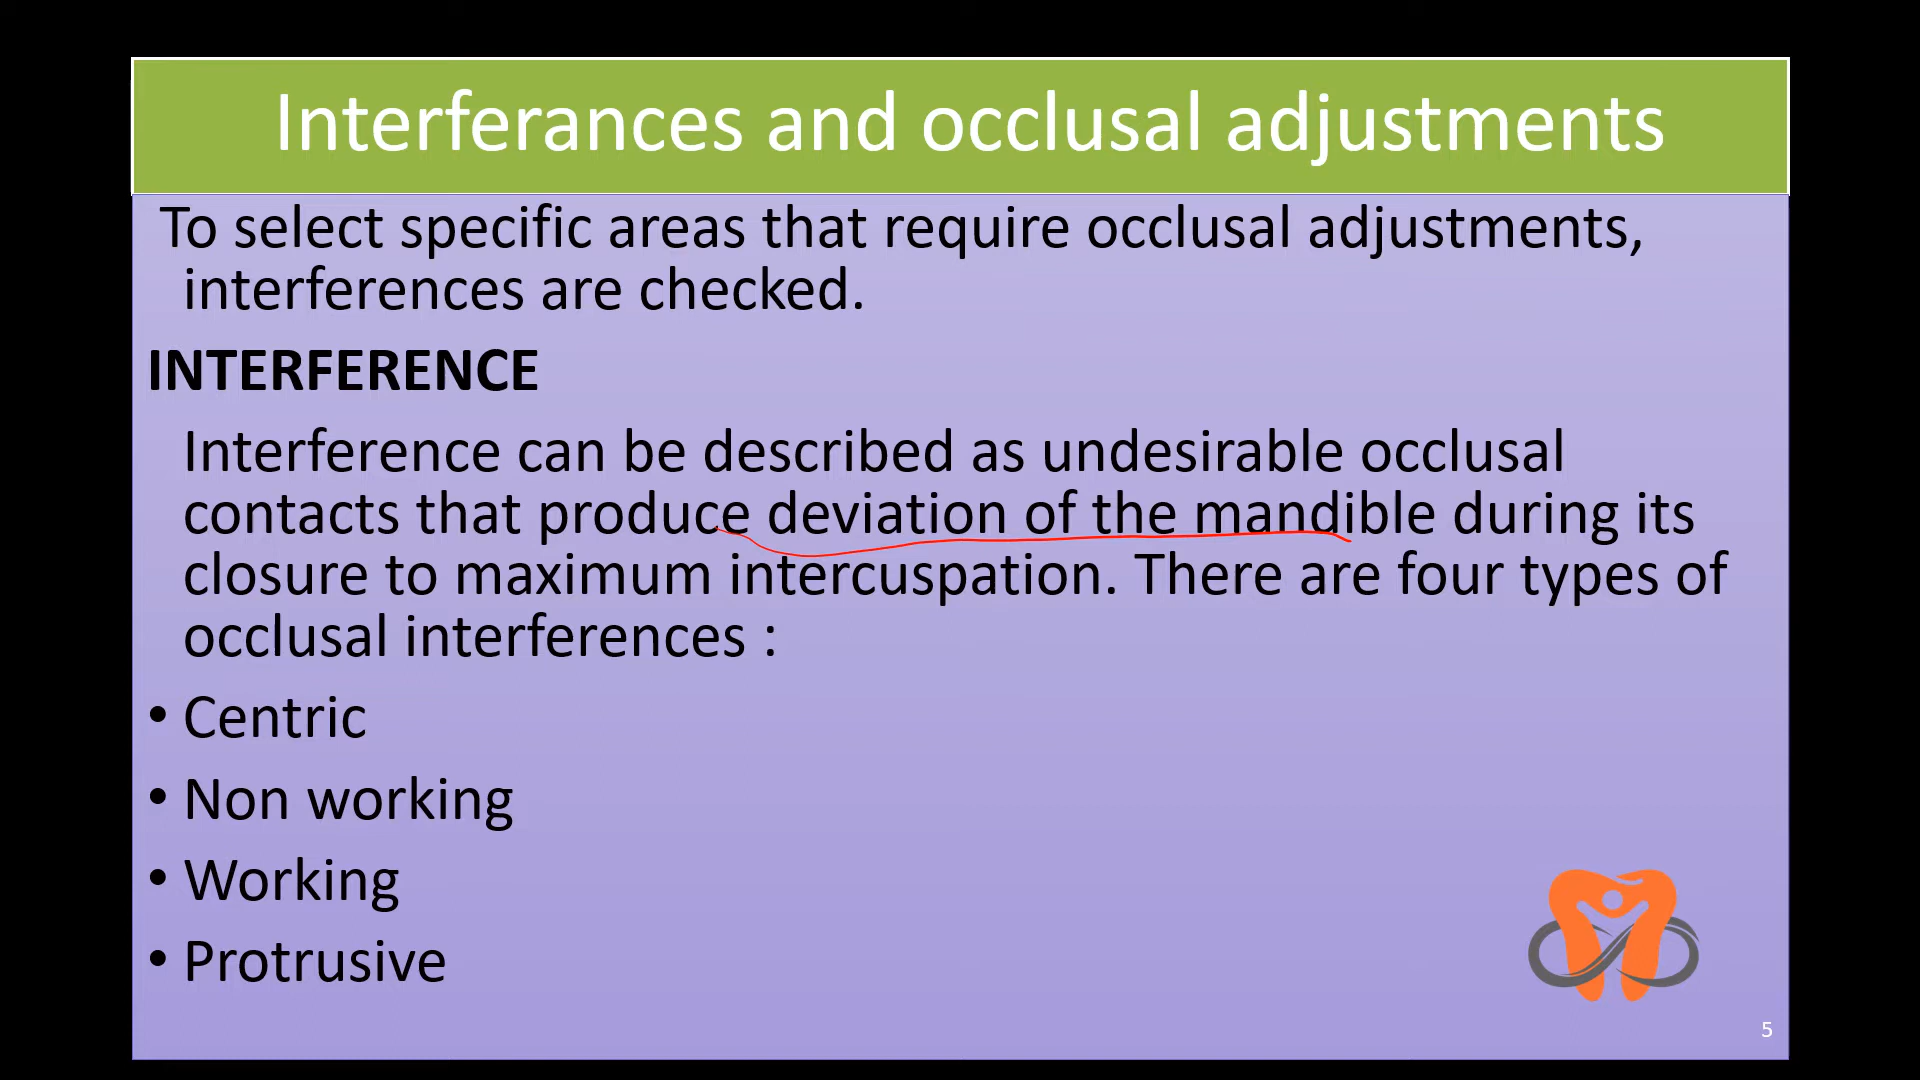 Interferances and occlusal adjustments
To select specific areas that require occlusal adjustments,
interferences are checked.
INTERFERENCE
Interference can be described as undesirable occlusal
contacts that produce deviation of the mandible during its
closure to maximum intercuspation. There are four types of
occlusal interferences :
• Centric
• Non working
• Working
• Protrusive
5